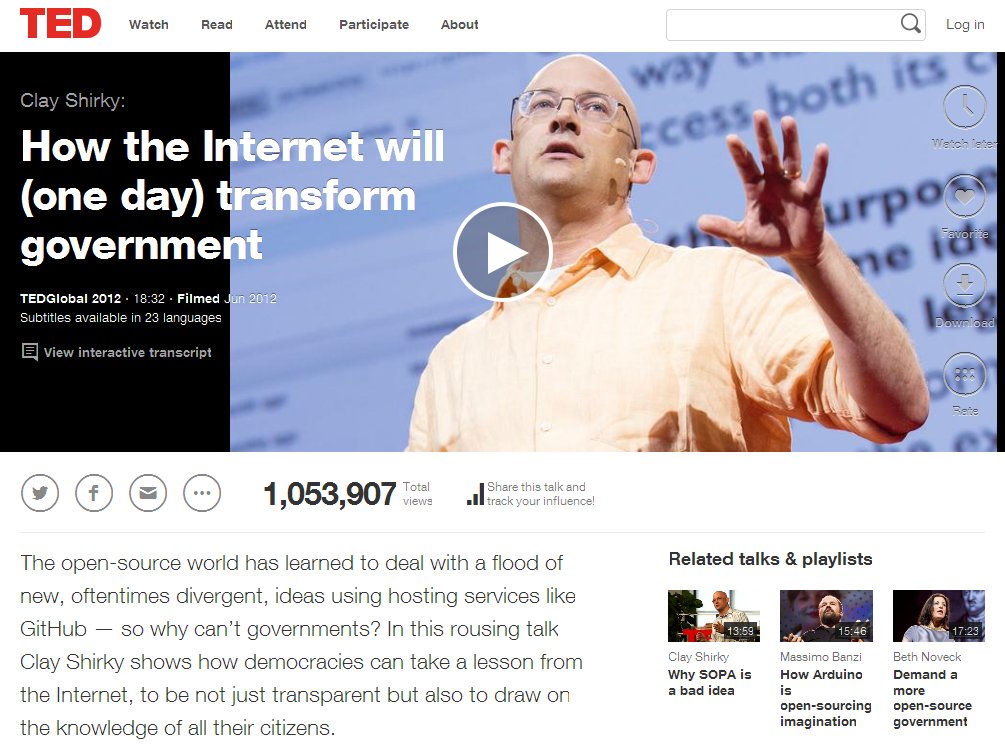 TED
Watch
Read
Attend
Participate
About
Log in
Clay Shirky:
How the Internet will
(one day) transform
government
TEDGlobal 2012 · 18:32 · Filmed Jun 2012
Subtitles available in 23 languages
View interactive transcript
way
ccess both its c
urpo
me i
le
Watch later
Favorite
Download
Rate
1,053,907
Total
views
Share this talk and
track your influence!
The open-source world has learned to deal with a flood of
new, oftentimes divergent, ideas using hosting services like
GitHub — so why can't governments? In this rousing talk
Clay Shirky shows how democracies can take a lesson from
the Internet, to be not just transparent but also to draw on
the knowledge of all their citizens.
Related talks & playlists
13:59
Clay Shirky
Why SOPA is
a bad idea
15:46
Massimo Banzi
How Arduino
is
open-sourcing
imagination
17:23
Beth Noveck
Demand a
more
open-source
government